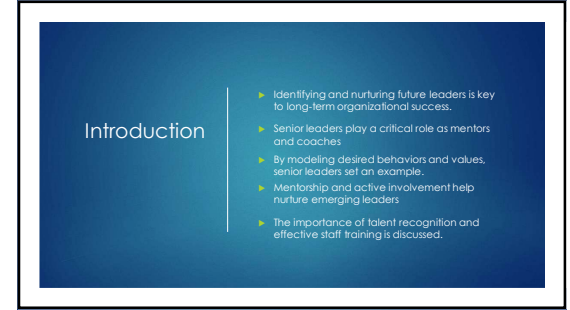 Introduction
Identifying and nurturing future leaders is key
to long-term organizational success.
Senior leaders play a critical role as mentors
and coaches
By modeling desired behaviors and values,
senior leaders set an example.
Mentorship and active involvement help
nurture emerging leaders
The importance of talent recognition and
effective staff training is discussed.